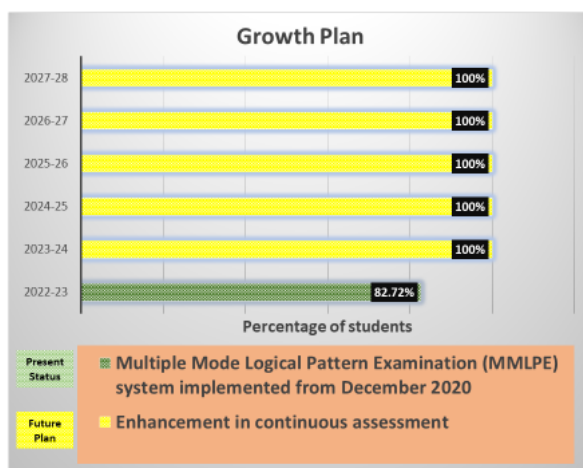 Growth Plan
2027-28 100%
2026-27 100%
2025-26 100%
2024-25 100%
2023-24 100%
2022-23 82.72%
Percentage of students
Present
Status
Multiple Mode Logical Pattern Examination (MMLPE)
system implemented from December 2020
Future
Plan
Enhancement in continuous assessment